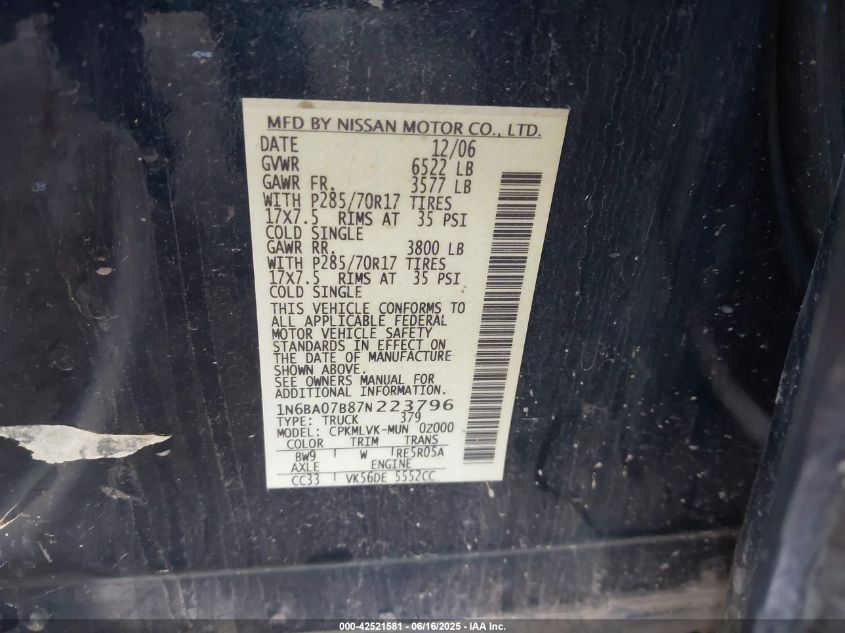 MFD BY NISSAN MOTOR CO., LTD.
DATE 12/06
GVWR 6522 LB
GAWR FR. 3577 LB
WITH P285/70R17 TIRES
17X7.5 RIMS AT 35 PSI
COLD SINGLE
GAWR RR. 3800 LB
WITH P285/70R17 TIRES
17X7.5 RIMS AT 35 PSI
COLD SINGLE
THIS VEHICLE CONFORMS TO
ALL APPLICABLE FEDERAL
MOTOR VEHICLE SAFETY
STANDARDS IN EFFECT ON
THE DATE OF MANUFACTURE
SHOWN ABOVE.
SEE OWNERS MANUAL FOR
ADDITIONAL INFORMATION.
1N6BA07B87N223796
TYPE: TRUCK 379
MODEL: CPKMLVK-MUN 0Z000
COLOR TRIM TRANS
BW9 W RE5R05A
AXLE ENGINE
CC33 VK56DE 5552CC
000-42521581 - 06/16/2025 - IAA Inc.